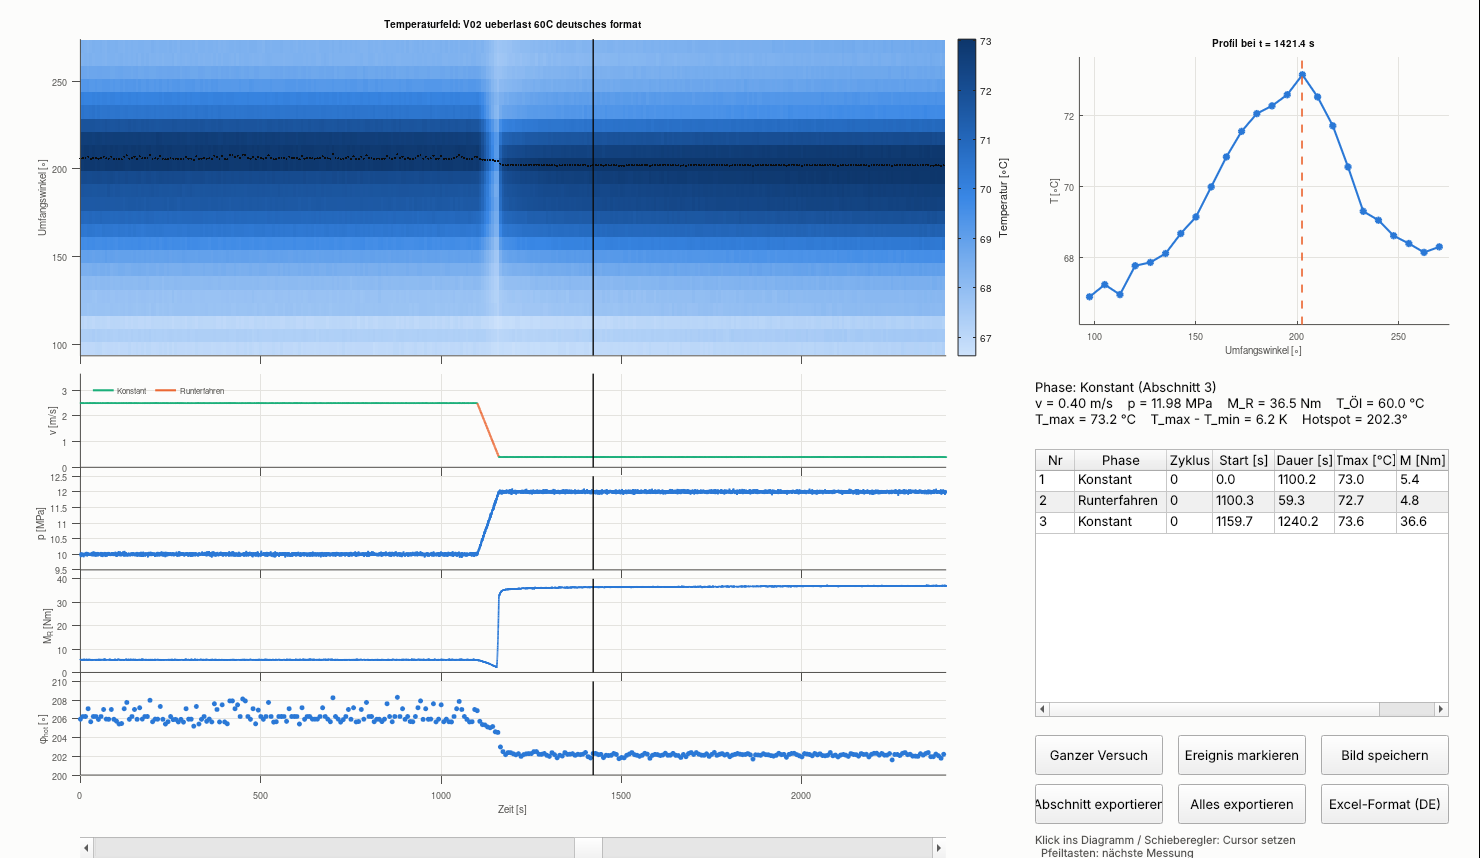 Temperaturfeld: V02 ueberlast 60C deutsches format
250
200
150
100
Umfangswinkel [∘]
73
72
71
70
69
68
67
Temperatur [∘C]
Profil bei t = 1421.4 s
72
70
68
T [∘C]
100 150 200 250
Umfangswinkel [∘]
Konstant Runterfahren
3
2
1
0
v [m/s]
12.5
12
11.5
11
10.5
10
9.5
p [MPa]
40
30
20
10
0
M_R [Nm]
210
208
206
204
202
200
φ_hot [∘]
0 500 1000 1500 2000
Zeit [s]
Phase: Konstant (Abschnitt 3)
v = 0.40 m/s p = 11.98 MPa M_R = 36.5 Nm T_Öl = 60.0 °C
T_max = 73.2 °C T_max - T_min = 6.2 K Hotspot = 202.3°
Nr Phase Zyklus Start [s] Dauer [s] Tmax [°C] M [Nm]
1 Konstant 0 0.0 1100.2 73.0 5.4
2 Runterfahren 0 1100.3 59.3 72.7 4.8
3 Konstant 0 1159.7 1240.2 73.6 36.6
Ganzer Versuch Ereignis markieren Bild speichern
Abschnitt exportieren Alles exportieren Excel-Format (DE)
Klick ins Diagramm / Schieberegler: Cursor setzen
Pfeiltasten: nächste Messung